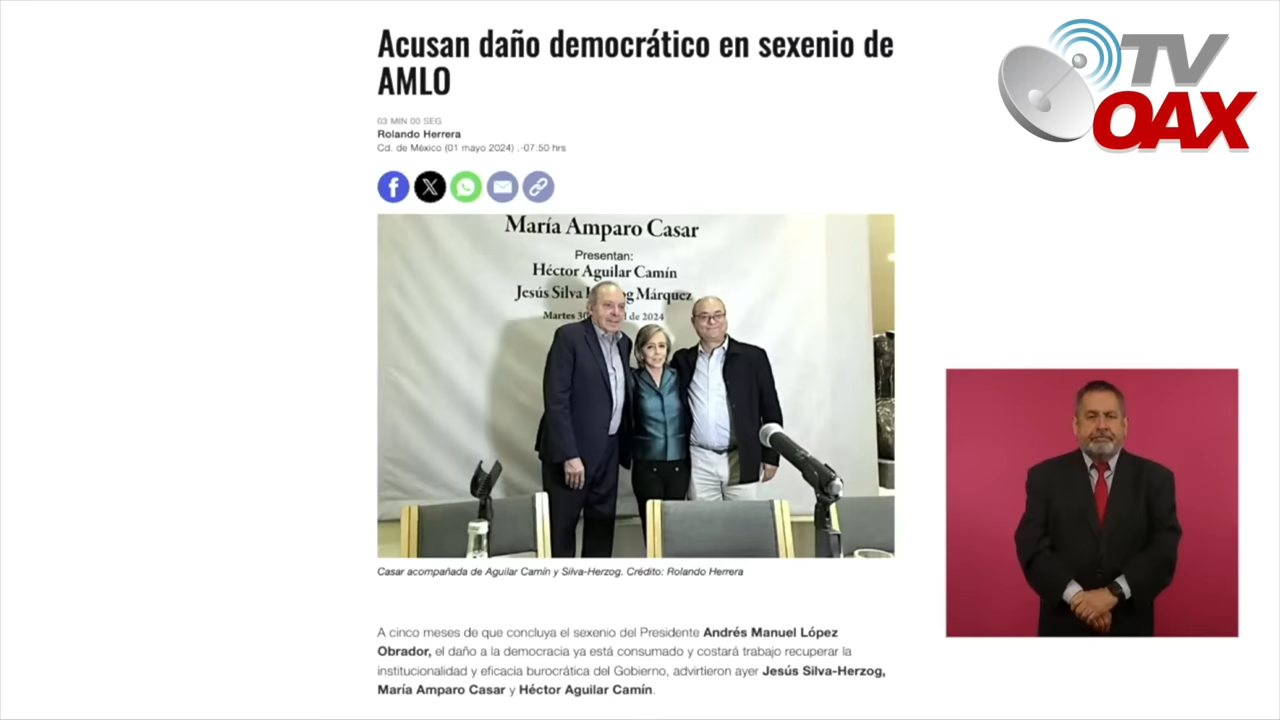 Acusan daño democrático en sexenio de
AMLO
03 MIN 00 SEG
Rolando Herrera
Cd. de México (01 mayo 2024) .-07:50 hrs
María Amparo Casar
Presentan:
Héctor Aguilar Camín
Jesús Silva Márquez
Martes de 2024
Casar acompañada de Aguilar Camín y Silva-Herzog. Crédito: Rolando Herrera
A cinco meses de que concluya el sexenio del Presidente Andrés Manuel López
Obrador, el daño a la democracia ya está consumado y costará trabajo recuperar la
institucionalidad y eficacia burocrática del Gobierno, advirtieron ayer Jesús Silva-Herzog,
María Amparo Casar y Héctor Aguilar Camín.
TV
OAX